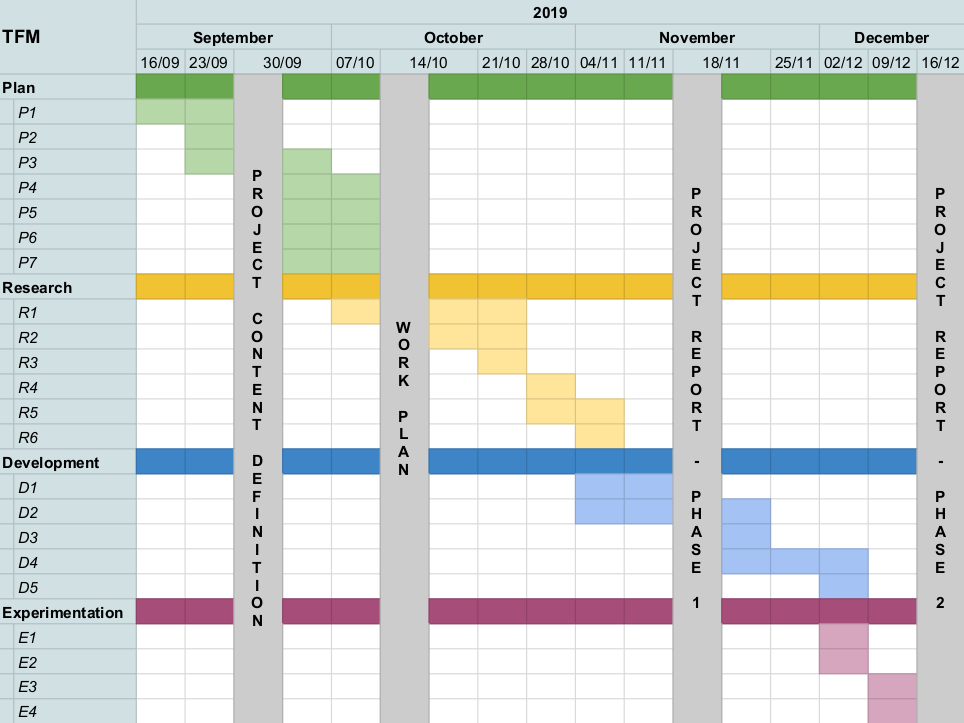 2019
TFM
September October November December
16/09 23/09 30/09 07/10 14/10 21/10 28/10 04/11 11/11 18/11 25/11 02/12 09/12 16/12
Plan
P1
P2
P3
P4
P5
P6
P7
Research
R1
R2
R3
R4
R5
R6
Development
D1
D2
D3
D4
D5
Experimentation
E1
E2
E3
E4
PROJECT CONTENT DEFINITION
WORK PLAN
PROJECT REPORT - PHASE 1
PROJECT REPORT - PHASE 2